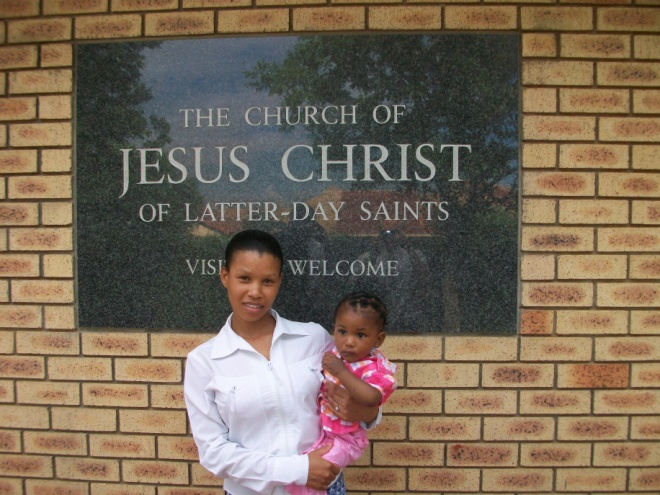 THE CHURCH OF
JESUS CHRIST
OF LATTER-DAY SAINTS
WELCOME